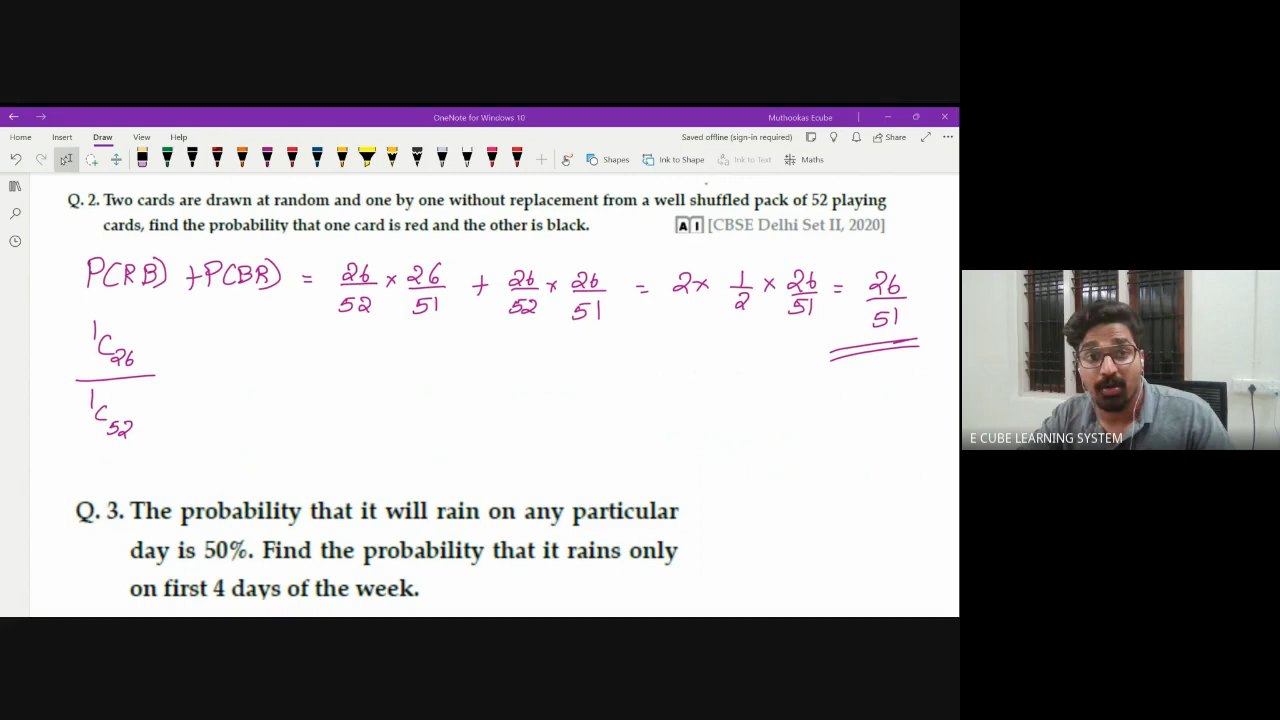 OneNote for Windows 10
Muthookas Ecube
Home Insert Draw View Help
Saved offline (sign-in required) Share
Shapes Ink to Shape Ink to Text Maths
Q. 2. Two cards are drawn at random and one by one without replacement from a well shuffled pack of 52 playing
cards, find the probability that one card is red and the other is black. AI [CBSE Delhi Set II, 2020]
P(RB) + P(BR) = 26/52 × 26/51 + 26/52 × 26/51 = 2 × 1/2 × 26/51 = 26/51
¹C₂₆
¹C₅₂
E CUBE LEARNING SYSTEM
Q. 3. The probability that it will rain on any particular
day is 50%. Find the probability that it rains only
on first 4 days of the week.